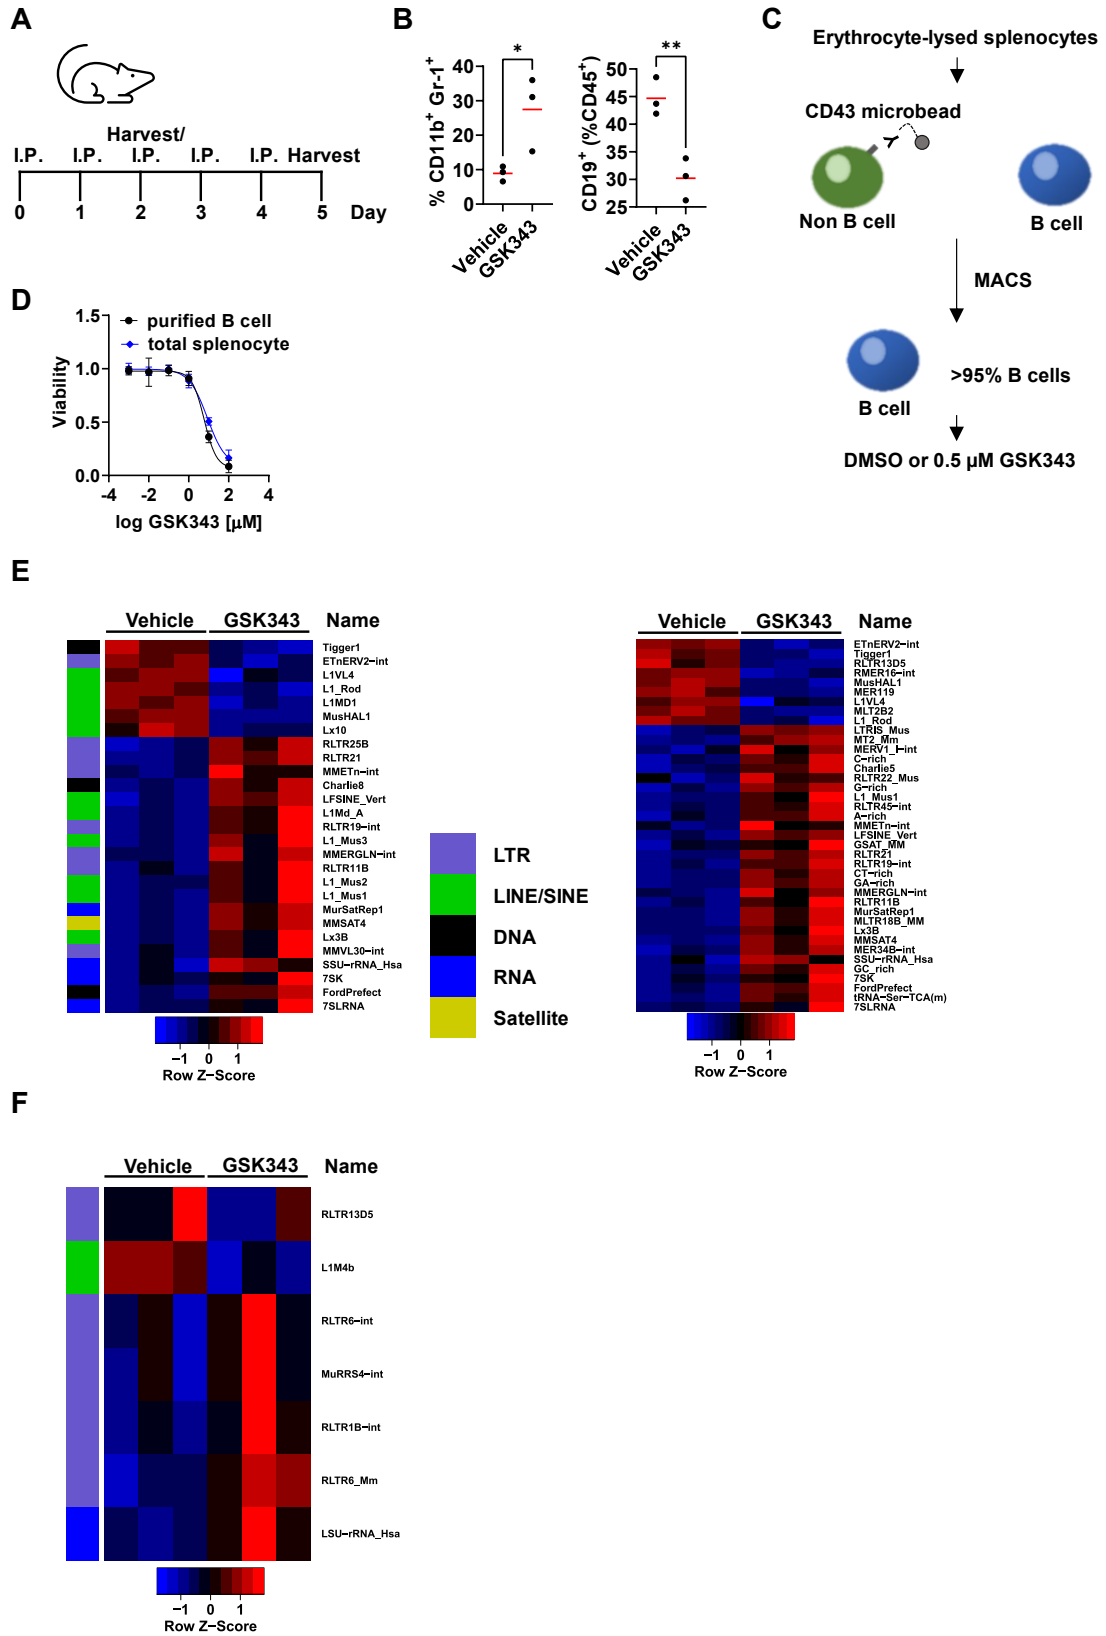 A
Harvest/
I.P. I.P. I.P. I.P. I.P. Harvest
0 1 2 3 4 5 Day
B
% CD11b+ Gr-1+
40
30
20
10
0
*
Vehicle
GSK343
CD19+ (%CD45+)
50
45
40
35
30
25
**
Vehicle
GSK343
C
Erythrocyte-lysed splenocytes
CD43 microbead
Non B cell
B cell
MACS
>95% B cells
B cell
DMSO or 0.5 µM GSK343
D
Viability
1.5
1.0
0.5
0.0
purified B cell
total splenocyte
-4 -2 0 2 4
log GSK343 [µM]
E
Vehicle GSK343 Name
Tigger1
ETnERV2−int
L1VL4
L1_Rod
L1MD1
MusHAL1
Lx10
RLTR25B
RLTR21
MMETn−int
Charlie8
LFSINE_Vert
L1Md_A
RLTR19−int
L1_Mus3
MMERGLN−int
RLTR11B
L1_Mus2
L1_Mus1
MurSatRep1
MMSAT4
Lx3B
MMVL30−int
SSU−rRNA_Hsa
7SK
FordPrefect
7SLRNA
−1 0 1
Row Z−Score
LTR
LINE/SINE
DNA
RNA
Satellite
Vehicle GSK343 Name
ETnERV2−int
Tigger1
RLTR13D5
RMER16−int
MusHAL1
MER119
L1VL4
MLT2B2
L1_Rod
LTRIS_Mus
MT2_Mm
MERV1_I−int
C−rich
Charlie5
RLTR22_Mus
G−rich
L1_Mus1
RLTR45−int
A−rich
MMETn−int
LFSINE_Vert
GSAT_MM
RLTR21
RLTR19−int
CT−rich
GA−rich
MMERGLN−int
RLTR11B
MurSatRep1
MLTR18B_MM
Lx3B
MMSAT4
MER34B−int
SSU−rRNA_Hsa
GC_rich
7SK
FordPrefect
tRNA−Ser−TCA(m)
7SLRNA
−1 0 1
Row Z−Score
F
Vehicle GSK343 Name
RLTR13D5
L1M4b
RLTR6−int
MuRRS4−int
RLTR1B−int
RLTR6_Mm
LSU−rRNA_Hsa
−1 0 1
Row Z−Score